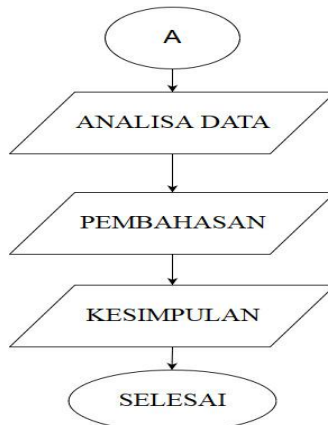 A
ANALISA DATA
PEMBAHASAN
KESIMPULAN
SELESAI